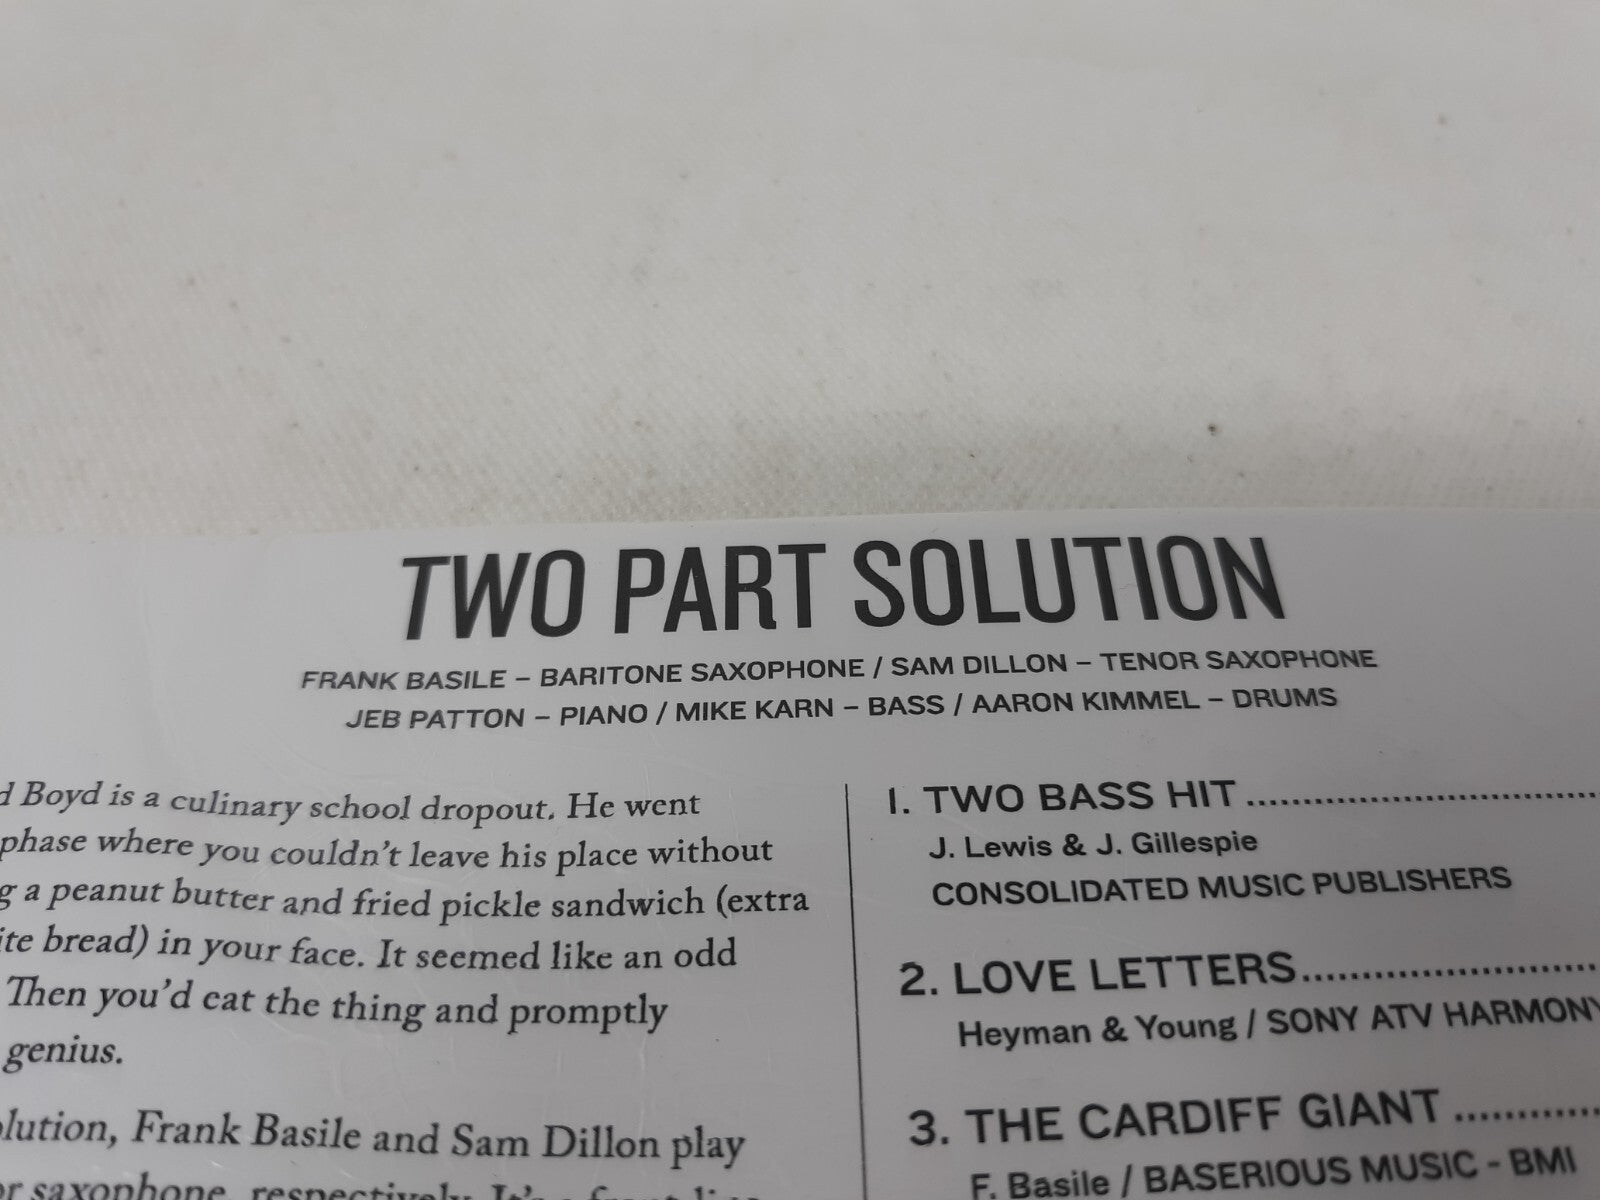 TWO PART SOLUTION
FRANK BASILE – BARITONE SAXOPHONE / SAM DILLON – TENOR SAXOPHONE
JEB PATTON – PIANO / MIKE KARN – BASS / AARON KIMMEL – DRUMS
Boyd is a culinary school dropout. He went
phase where you couldn't leave his place without
a peanut butter and fried pickle sandwich (extra
bread) in your face. It seemed like an odd
Then you'd eat the thing and promptly
genius.
Frank Basile and Sam Dillon play
saxophone, respectively. It's a
1. TWO BASS HIT
J. Lewis & J. Gillespie
CONSOLIDATED MUSIC PUBLISHERS
2. LOVE LETTERS
Heyman & Young / SONY ATV HARMONY
3. THE CARDIFF GIANT
F. Basile / BASERIOUS MUSIC - BMI